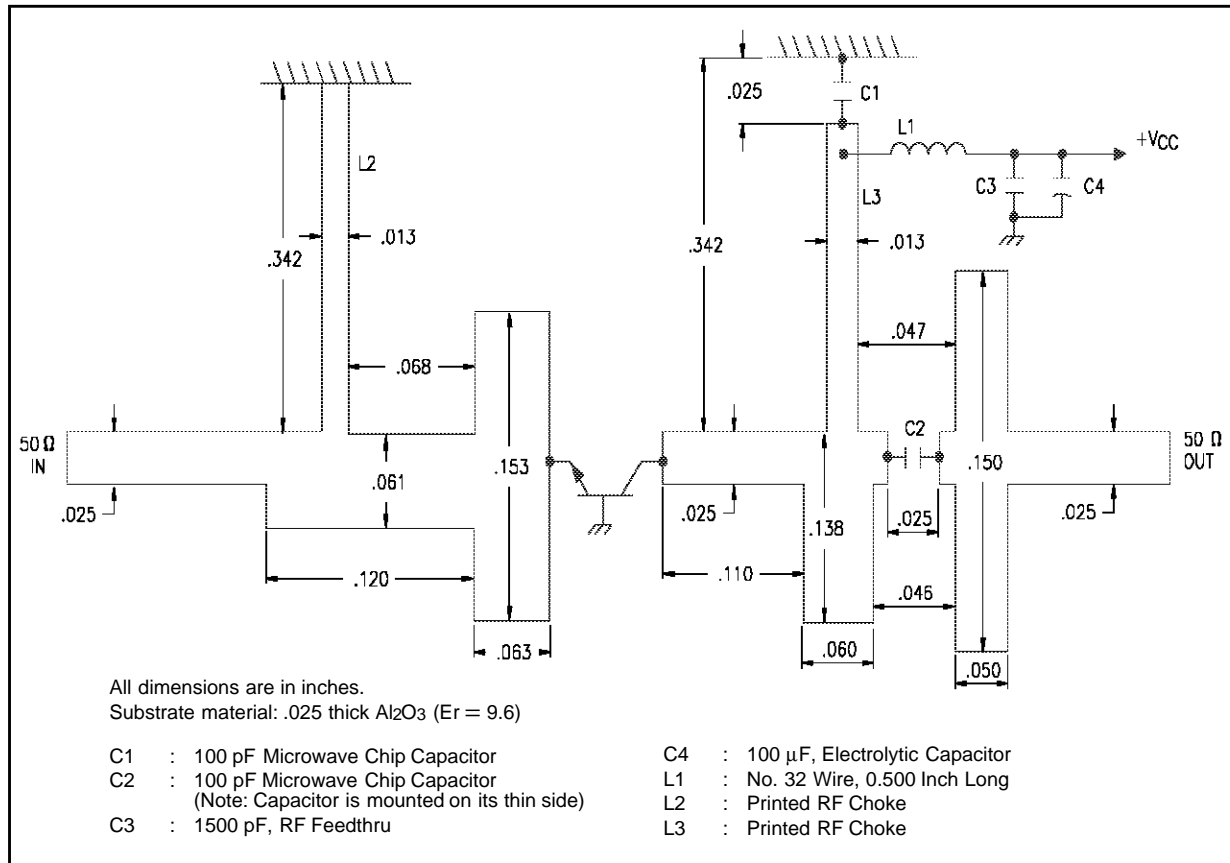 .025
C1
L1
+VCC
L2
C3
C4
L3
.013
.342
.342
.013
.047
.068
50 Ω
IN
C2
50 Ω
OUT
.153
.150
.061
.025
.025
.138
.025
.025
.120
.110
.046
.063
.060
.050
All dimensions are in inches.
Substrate material: .025 thick Al2O3 (Er = 9.6)
C1 : 100 pF Microwave Chip Capacitor
C2 : 100 pF Microwave Chip Capacitor
(Note: Capacitor is mounted on its thin side)
C3 : 1500 pF, RF Feedthru
C4 : 100 μF, Electrolytic Capacitor
L1 : No. 32 Wire, 0.500 Inch Long
L2 : Printed RF Choke
L3 : Printed RF Choke